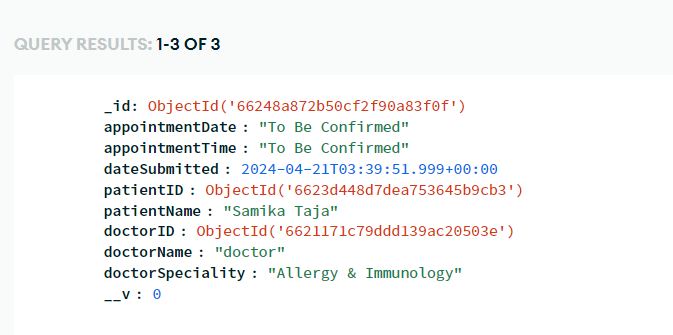 QUERY RESULTS: 1-3 OF 3
_id: ObjectId('66248a872b50cf2f90a83f0f')
appointmentDate : "To Be Confirmed"
appointmentTime : "To Be Confirmed"
dateSubmitted : 2024-04-21T03:39:51.999+00:00
patientID : ObjectId('6623d448d7dea753645b9cb3')
patientName : "Samika Taja"
doctorID : ObjectId('6621171c79ddd139ac20503e')
doctorName : "doctor"
doctorSpeciality : "Allergy & Immunology"
__v : 0